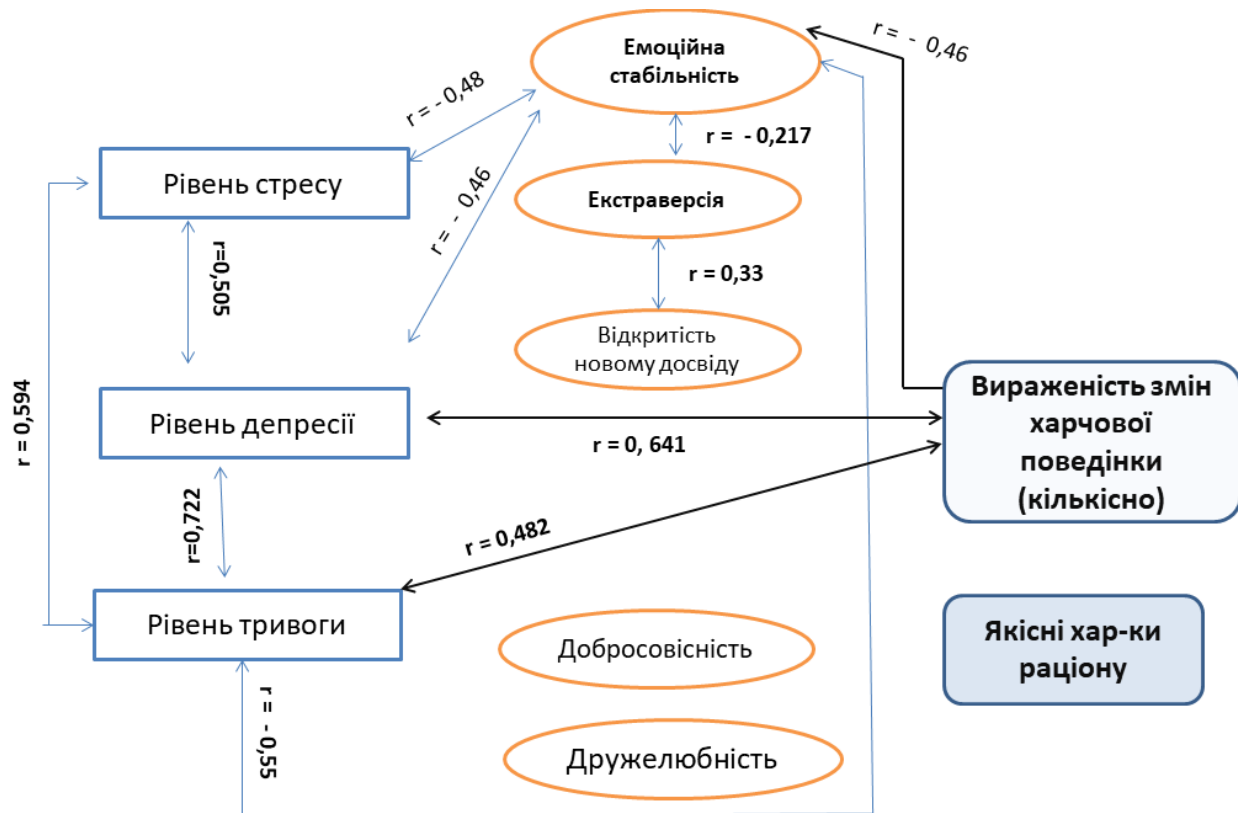 Емоційна
стабільність
r = - 0,46
r = - 0,48
r = - 0,217
Рівень стресу
r = - 0,46
Екстраверсія
r=0,505
r = 0,33
Відкритість
новому досвіду
r = 0,594
Рівень депресії
r = 0, 641
Вираженість змін
харчової
поведінки
(кількісно)
r=0,722
r = 0,482
Рівень тривоги
Добросовісність
Якісні хар-ки
раціону
r = - 0,55
Дружелюбність